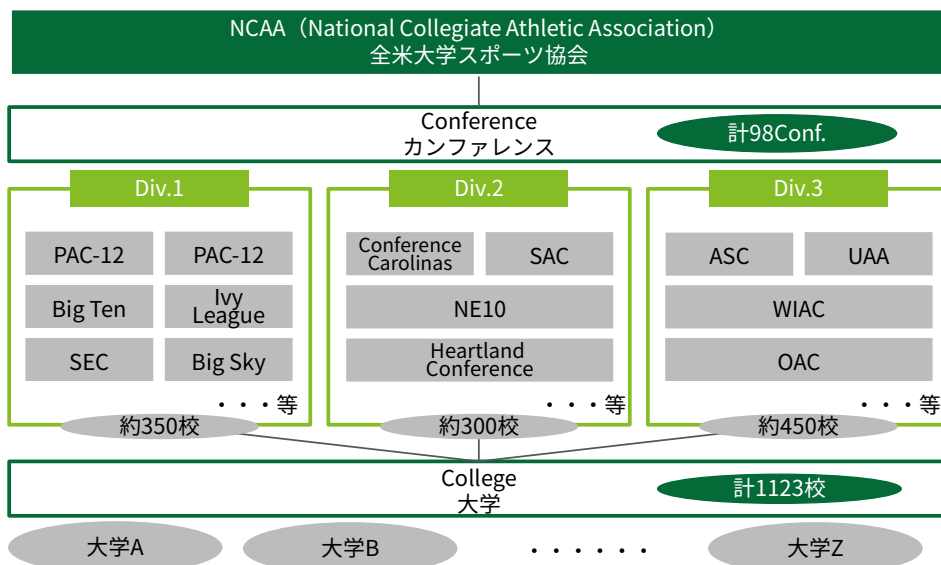 NCAA（National Collegiate Athletic Association）
全米大学スポーツ協会
Conference
カンファレンス
計98Conf.
Div.1
Div.2
Div.3
PAC-12
PAC-12
Big Ten
Ivy
League
SEC
Big Sky
・・・等
約350校
Conference
Carolinas
SAC
NE10
Heartland
Conference
・・・等
約300校
ASC
UAA
WIAC
OAC
・・・等
約450校
College
大学
計1123校
大学A
大学B
・・・・・・
大学Z